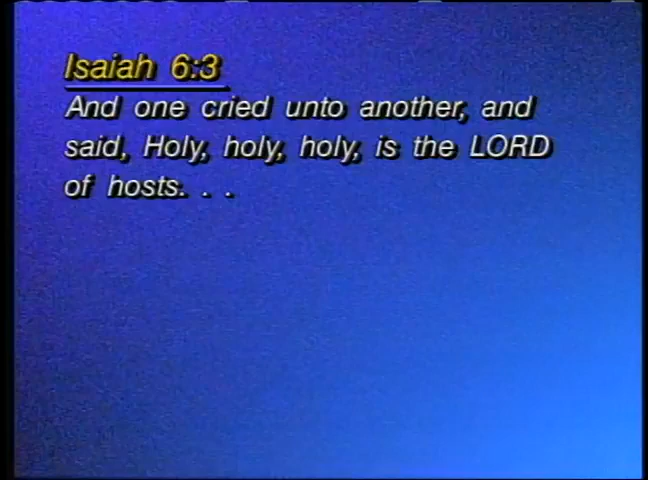 Isaiah 6:3
And one cried unto another, and
said, Holy, holy, holy, is the LORD
of hosts. . .